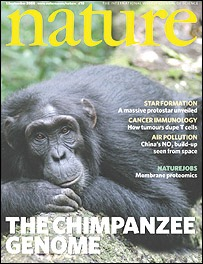 nature
STAR FORMATION
A massive protostar unveiled
CANCER IMMUNOLOGY
How tumours dupe T cells
AIR POLLUTION
China's NO₂ build-up
seen from space
NATUREJOBS
Membrane proteomics
THE CHIMPANZEE
GENOME